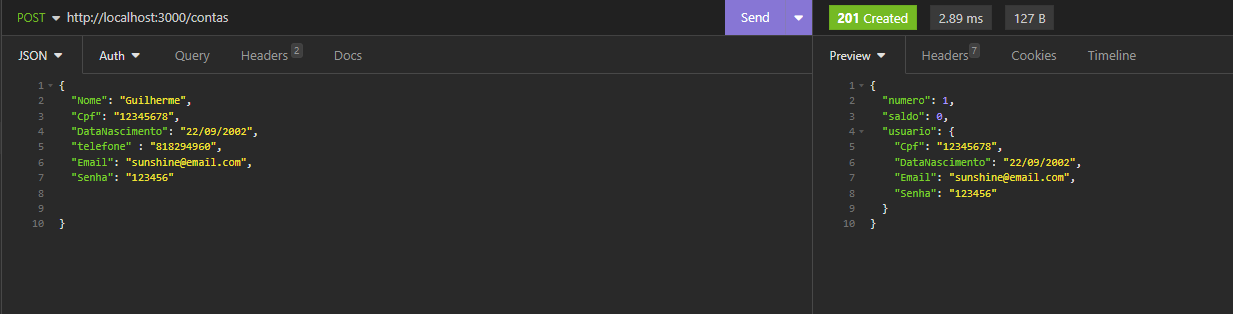 POST http://localhost:3000/contas Send 201 Created 2.89 ms 127 B
JSON Auth Query Headers 2 Docs Preview Headers 7 Cookies Timeline
1 {
2 "Nome": "Guilherme",
3 "Cpf": "12345678",
4 "DataNascimento": "22/09/2002",
5 "telefone" : "818294960",
6 "Email": "sunshine@email.com",
7 "Senha": "123456"
8
9
10 }
1 {
2 "numero": 1,
3 "saldo": 0,
4 "usuario": {
5 "Cpf": "12345678",
6 "DataNascimento": "22/09/2002",
7 "Email": "sunshine@email.com",
8 "Senha": "123456"
9 }
10 }